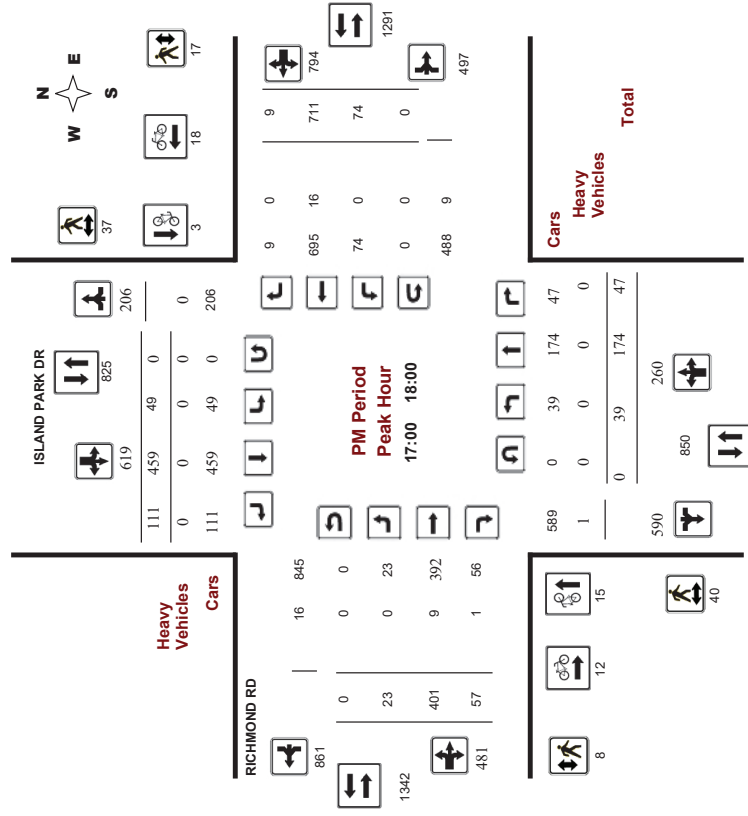 N
W E
S
ISLAND PARK DR
619
825
206
37
17
3
18
111 459 49 0
0 0 0 0 0
111 459 49 0 206
Heavy
Vehicles
Cars
794
1291
497
9 0 9
695 16 711
74 0 74
0 0 0
488 9
RICHMOND RD
861
1342
481
16 845
0 0 0
23 0 23
401 9 392
57 1 56
PM Period
Peak Hour
17:00 18:00
Cars
Heavy
Vehicles
Total
589 0 39 174 47
1 0 0 0 0
0 39 174 47
590
850
260
8
12
15
40